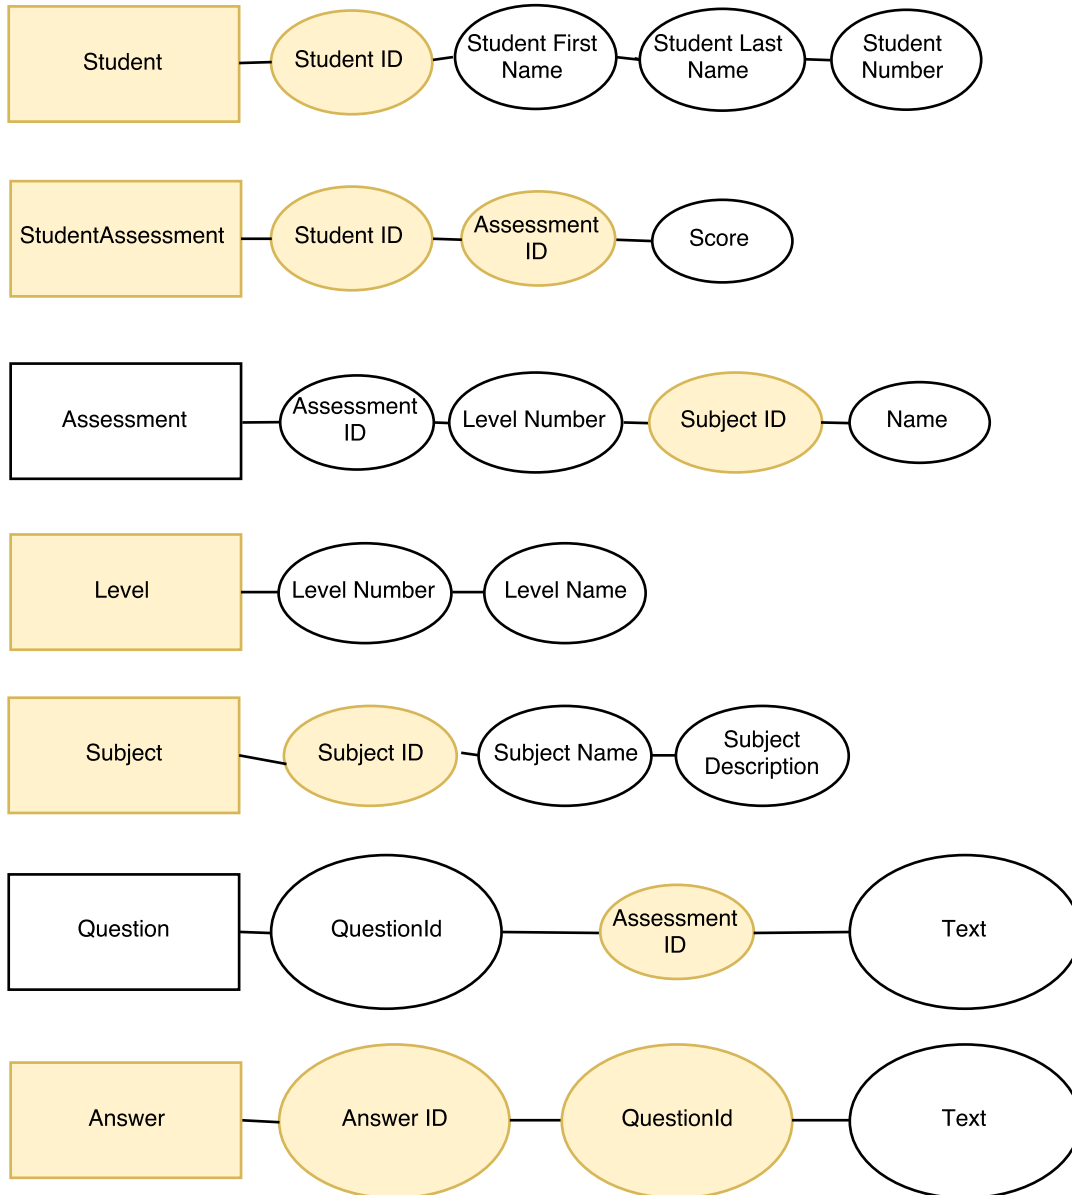 Student
Student ID
Student First
Name
Student Last
Name
Student
Number
StudentAssessment
Student ID
Assessment
ID
Score
Assessment
Assessment
ID
Level Number
Subject ID
Name
Level
Level Number
Level Name
Subject
Subject ID
Subject Name
Subject
Description
Question
QuestionId
Assessment
ID
Text
Answer
Answer ID
QuestionId
Text